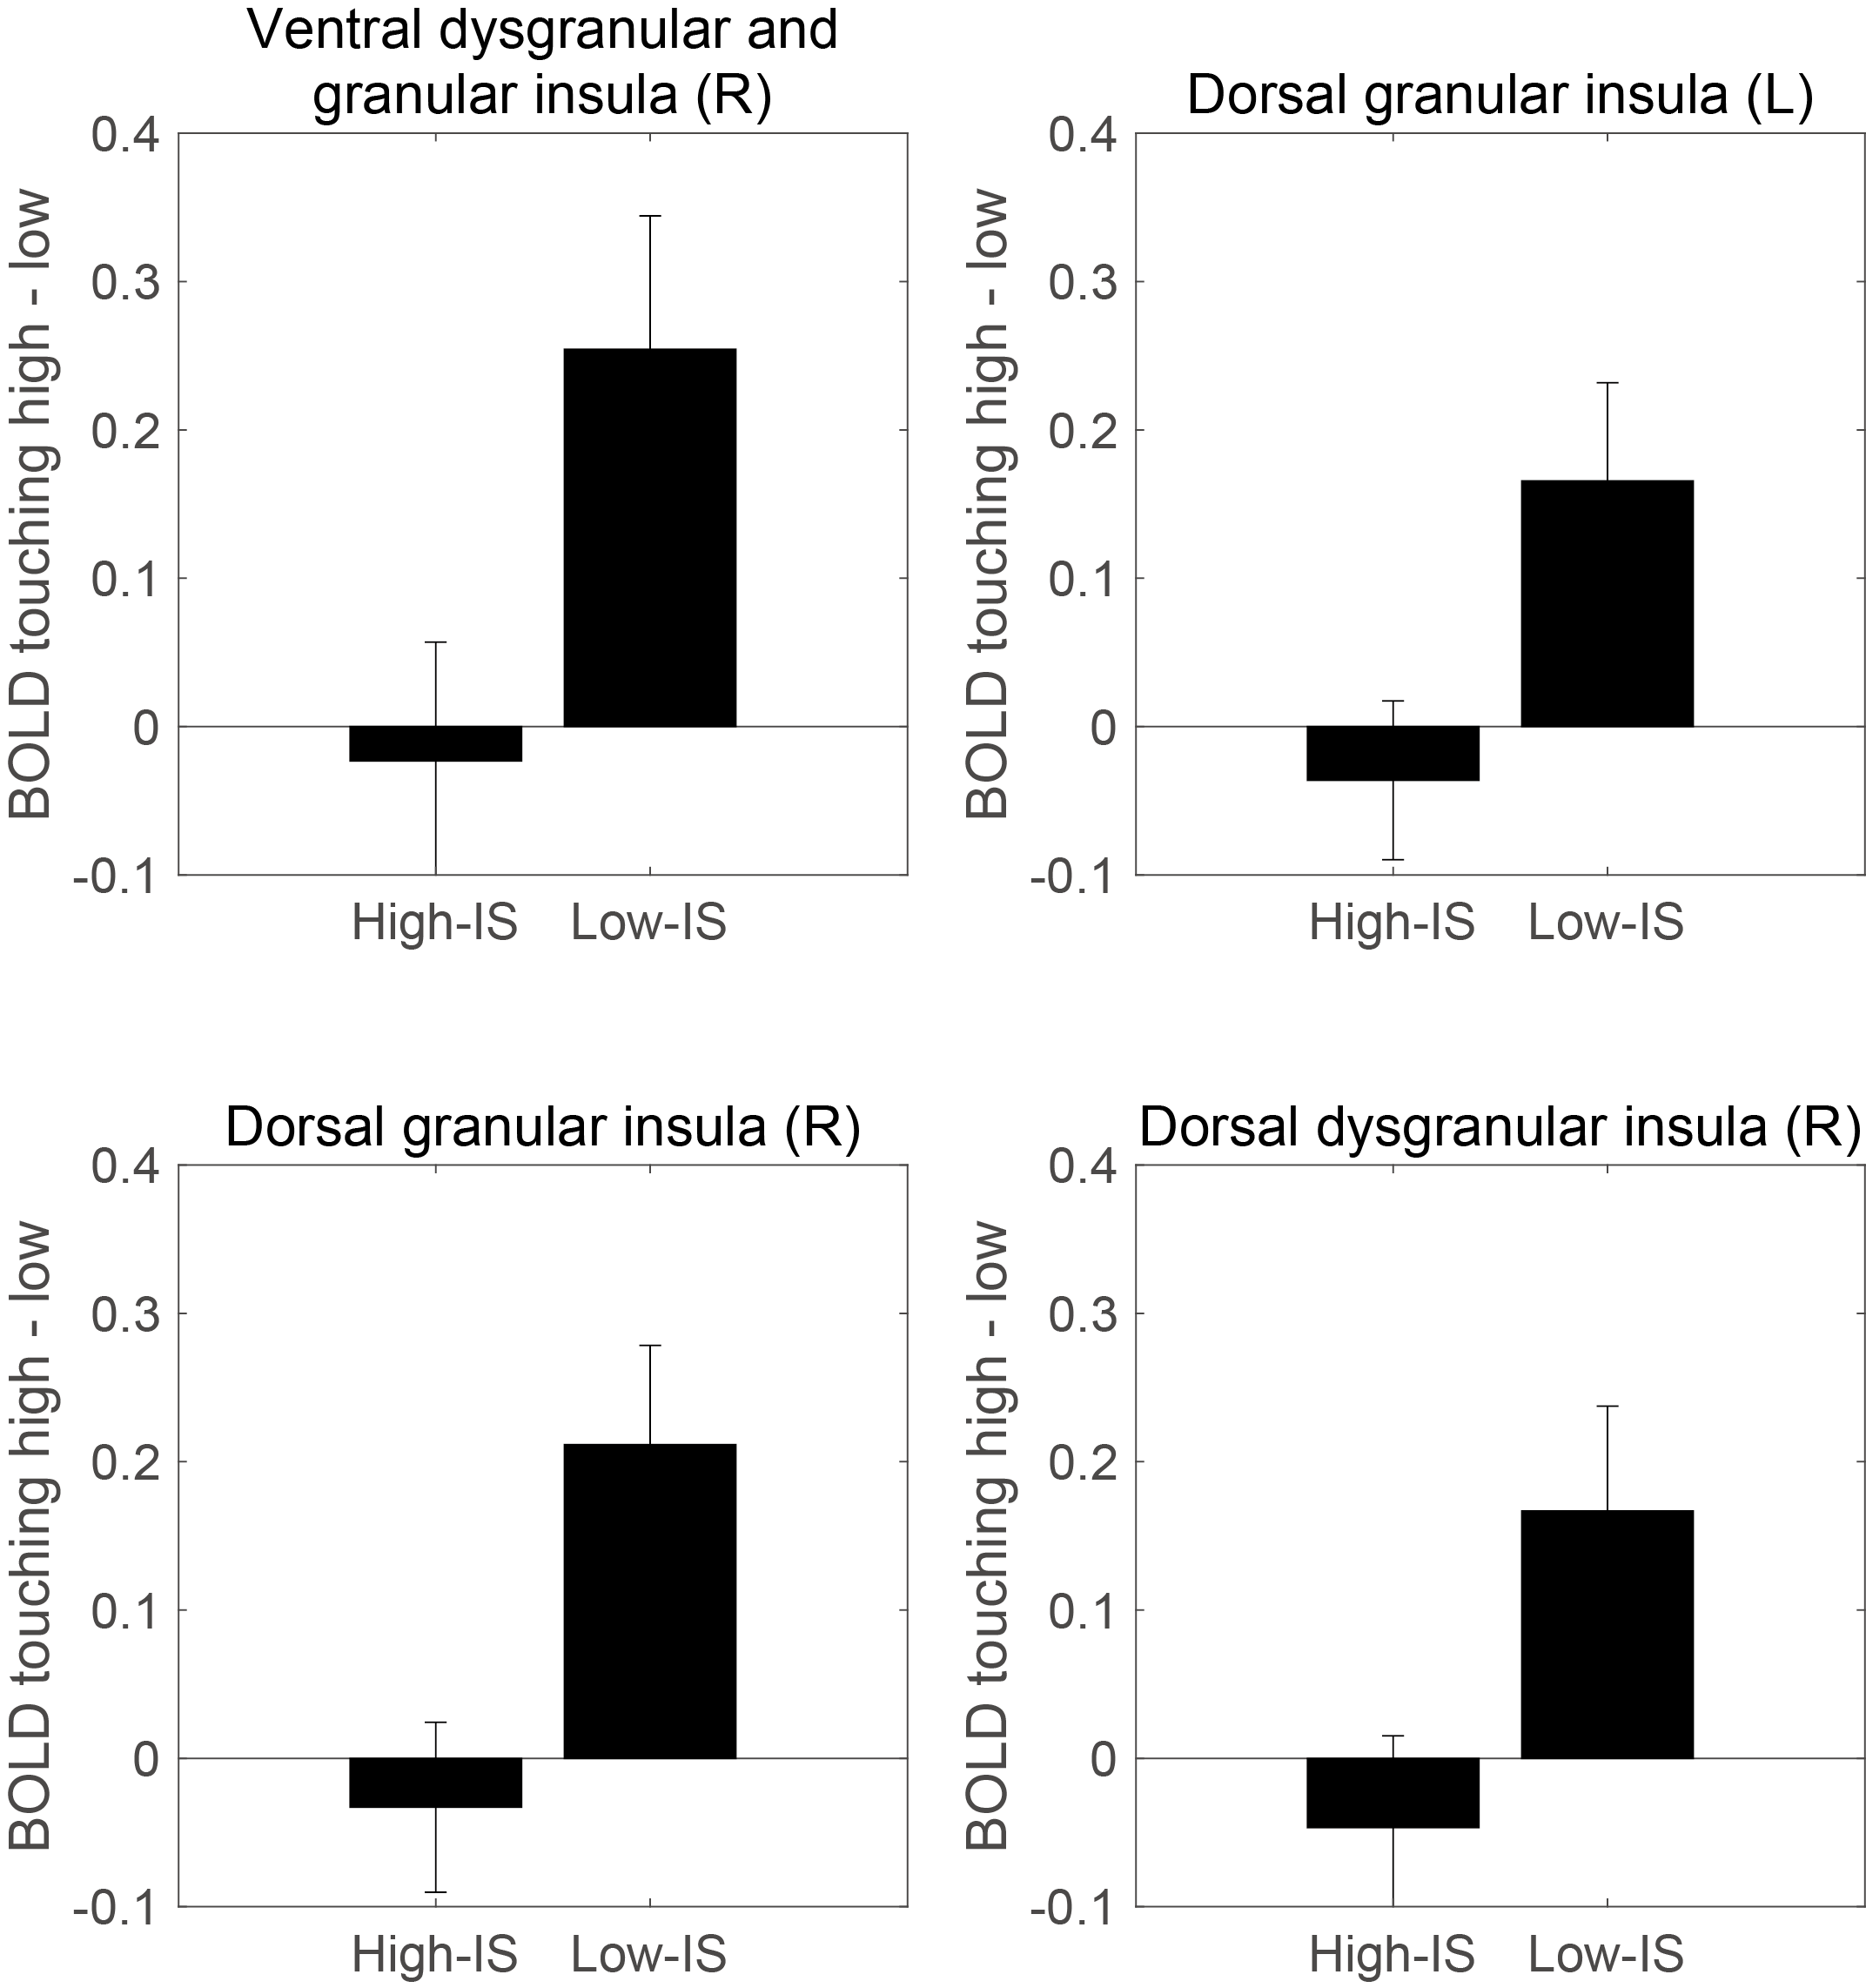 Ventral dysgranular and
granular insula (R)
BOLD touching high - low
0.4
0.3
0.2
0.1
0
-0.1
High-IS Low-IS
Dorsal granular insula (L)
BOLD touching high - low
0.4
0.3
0.2
0.1
0
-0.1
High-IS Low-IS
Dorsal granular insula (R)
BOLD touching high - low
0.4
0.3
0.2
0.1
0
-0.1
High-IS Low-IS
Dorsal dysgranular insula (R)
BOLD touching high - low
0.4
0.3
0.2
0.1
0
-0.1
High-IS Low-IS